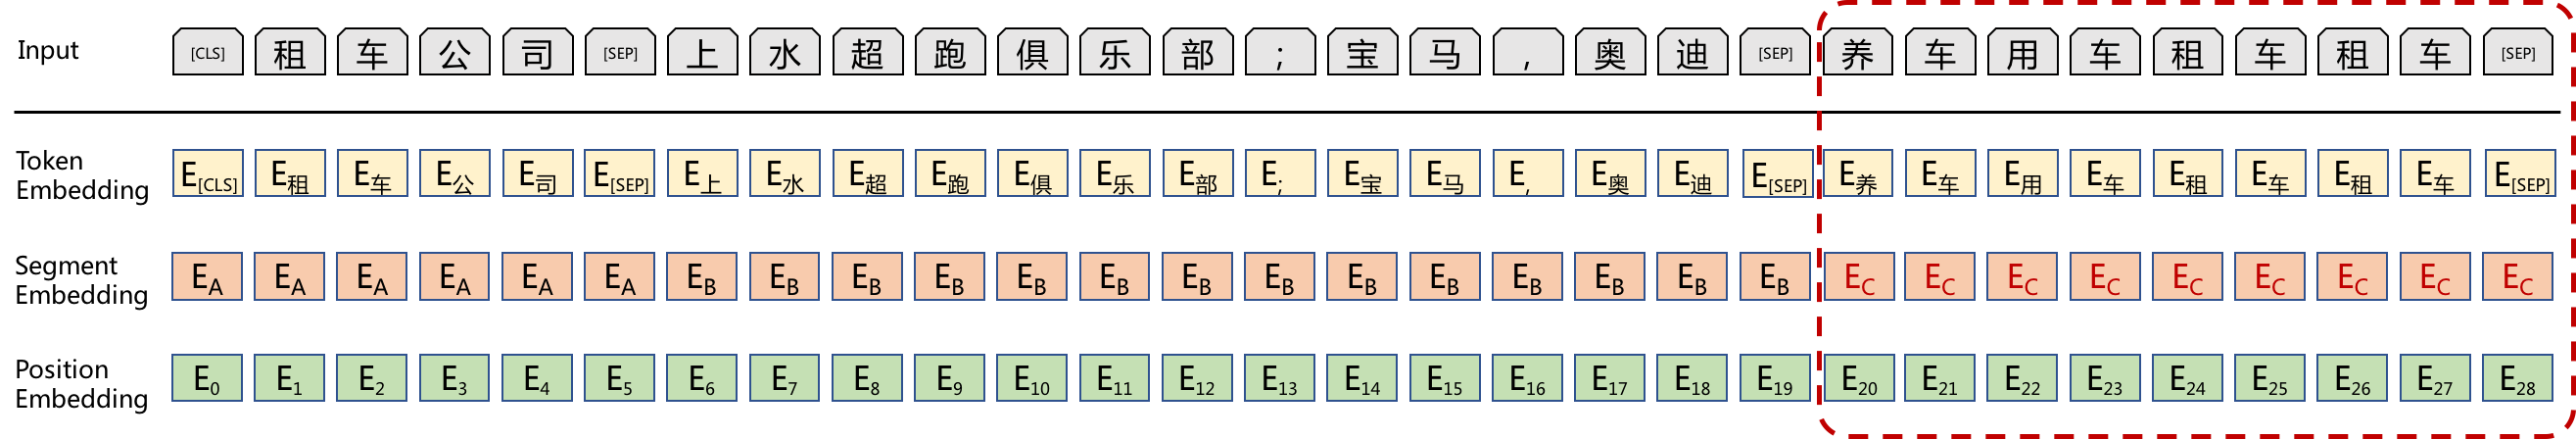 Input [CLS] 租 车 公 司 [SEP] 上 水 超 跑 俱 乐 部 ; 宝 马 , 奥 迪 [SEP] 养 车 用 车 租 车 租 车 [SEP]
Token Embedding E[CLS] E租 E车 E公 E司 E[SEP] E上 E水 E超 E跑 E俱 E乐 E部 E; E宝 E马 E, E奥 E迪 E[SEP] E养 E车 E用 E车 E租 E车 E租 E车 E[SEP]
Segment Embedding EA EA EA EA EA EA EB EB EB EB EB EB EB EB EB EB EB EB EB EB EC EC EC EC EC EC EC EC EC
Position Embedding E0 E1 E2 E3 E4 E5 E6 E7 E8 E9 E10 E11 E12 E13 E14 E15 E16 E17 E18 E19 E20 E21 E22 E23 E24 E25 E26 E27 E28